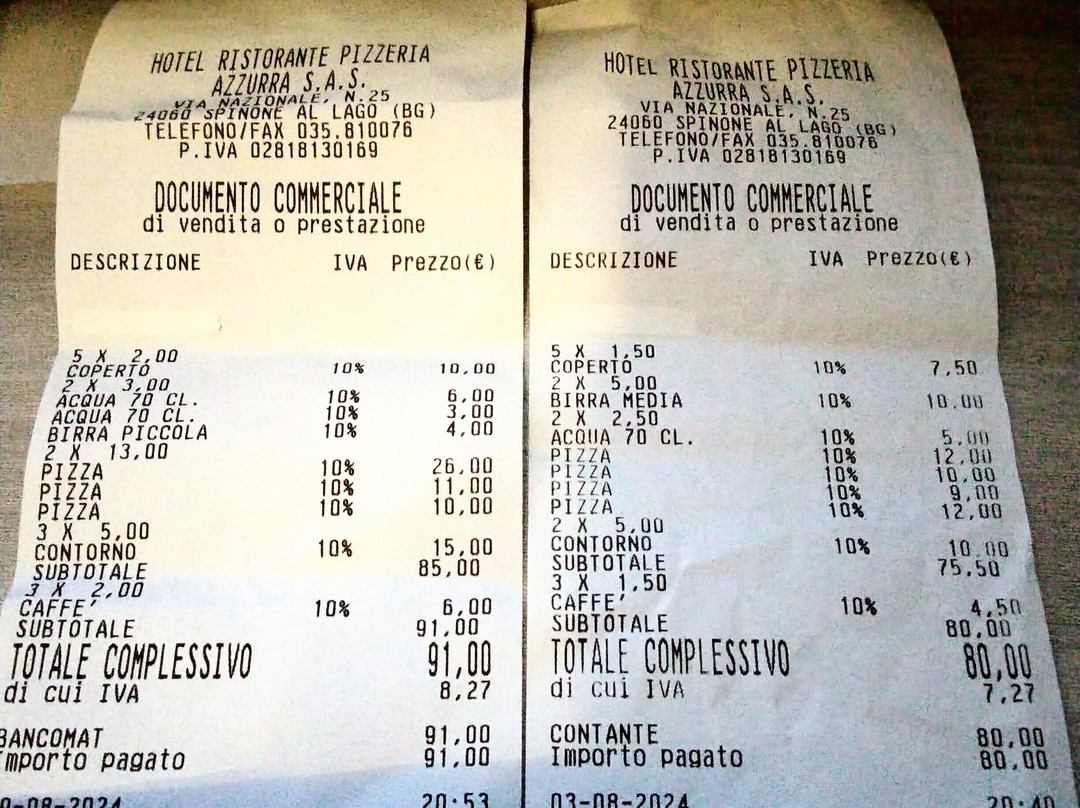 HOTEL RISTORANTE PIZZERIA
AZZURRA S.A.S.
VIA NAZIONALE, N.25
24060 SPINONE AL LAGO (BG)
TELEFONO/FAX 035.810076
P.IVA 02818130169
DOCUMENTO COMMERCIALE
di vendita o prestazione
DESCRIZIONE IVA Prezzo(€)
5 X 2,00
COPERTO 10% 10,00
2 X 3,00
ACQUA 70 CL. 10% 6,00
ACQUA 70 CL. 10% 3,00
BIRRA PICCOLA 10% 4,00
2 X 13,00
PIZZA 10% 26,00
PIZZA 10% 11,00
PIZZA 10% 10,00
3 X 5,00
CONTORNO 10% 15,00
SUBTOTALE 85,00
3 X 2,00
CAFFE' 10% 6,00
SUBTOTALE 91,00
TOTALE COMPLESSIVO 91,00
di cui IVA 8,27
BANCOMAT 91,00
Importo pagato 91,00
-08-2024 20:53
HOTEL RISTORANTE PIZZERIA
AZZURRA S.A.S.
VIA NAZIONALE, N.25
24060 SPINONE AL LAGO (BG)
TELEFONO/FAX 035.810076
P.IVA 02818130169
DOCUMENTO COMMERCIALE
di vendita o prestazione
DESCRIZIONE IVA Prezzo(€)
5 X 1,50
COPERTO 10% 7,50
2 X 5,00
BIRRA MEDIA 10% 10,00
2 X 2,50
ACQUA 70 CL. 10% 5,00
PIZZA 10% 12,00
PIZZA 10% 10,00
PIZZA 10% 9,00
PIZZA 10% 12,00
2 X 5,00
CONTORNO 10% 10,00
SUBTOTALE 75,50
3 X 1,50
CAFFE' 10% 4,50
SUBTOTALE 80,00
TOTALE COMPLESSIVO 80,00
di cui IVA 7,27
CONTANTE 80,00
Importo pagato 80,00
03-08-2024 20:40